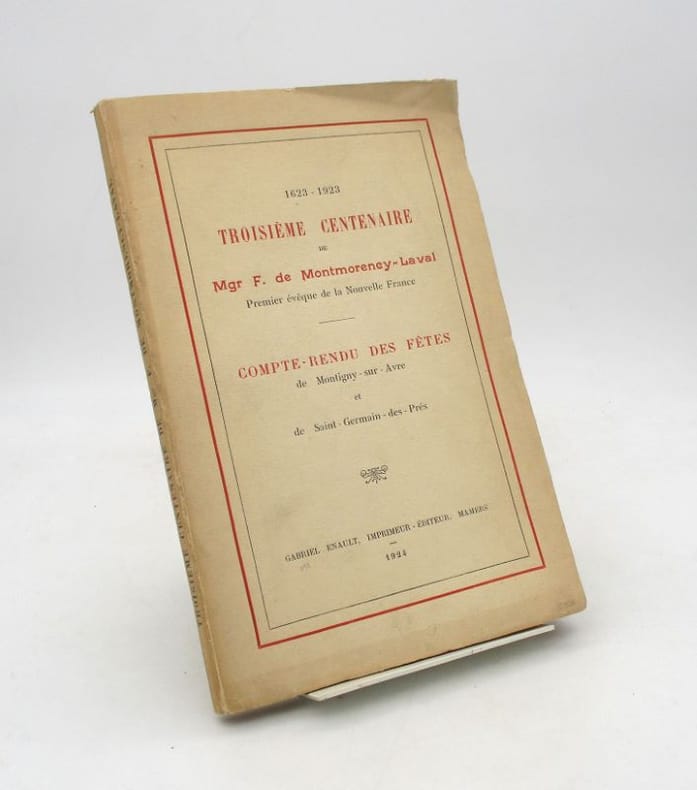 1623 - 1923
TROISIÈME CENTENAIRE
DE
Mgr F. de Montmorency-Laval
Premier évêque de la Nouvelle France
COMPTE-RENDU DES FÊTES
de Montigny-sur-Avre
et
de Saint-Germain-des-Prés
GABRIEL ENAULT, IMPRIMEUR-ÉDITEUR, MAMERS
1924